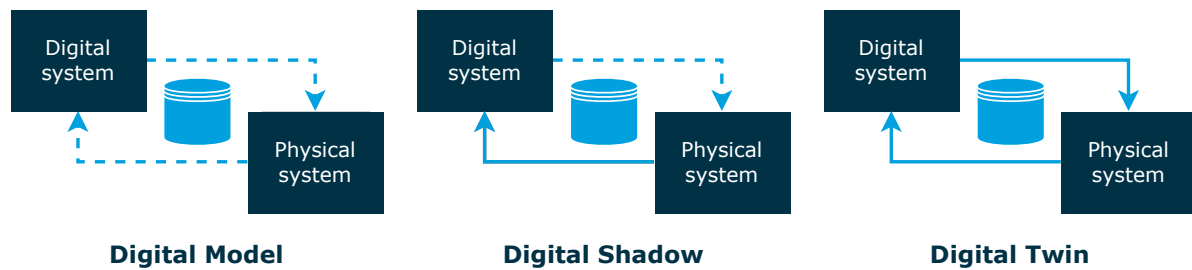 Digital
system
Physical
system
Digital Model
Digital
system
Physical
system
Digital Shadow
Digital
system
Physical
system
Digital Twin